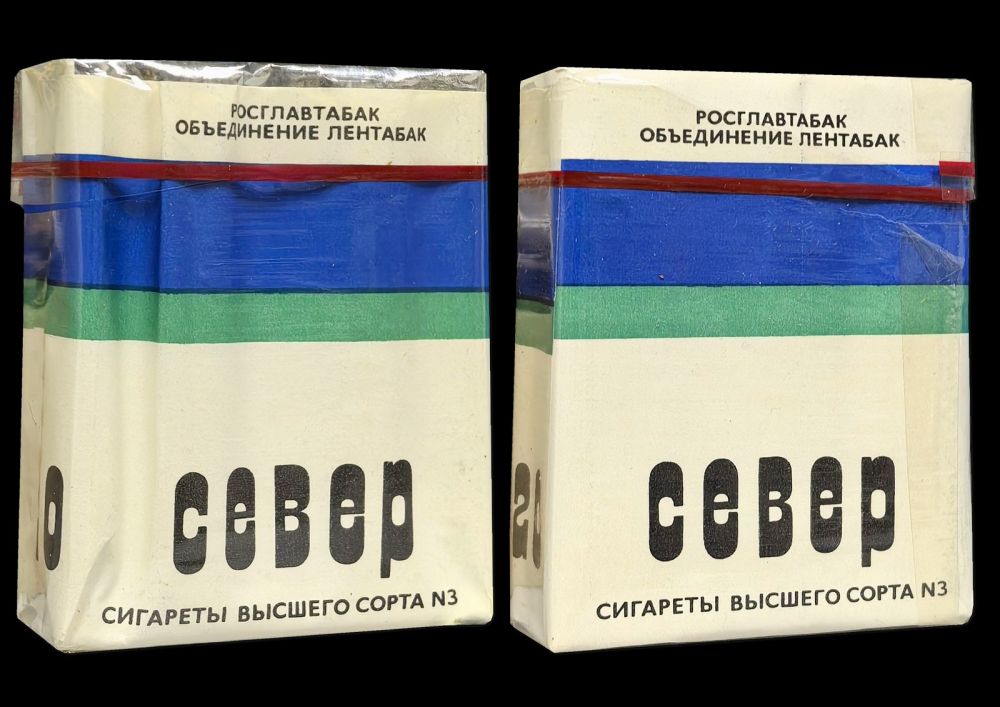 РОСГЛАВТАБАК
ОБЪЕДИНЕНИЕ ЛЕНТАБАК
север
СИГАРЕТЫ ВЫСШЕГО СОРТА N3
РОСГЛАВТАБАК
ОБЪЕДИНЕНИЕ ЛЕНТАБАК
север
СИГАРЕТЫ ВЫСШЕГО СОРТА N3